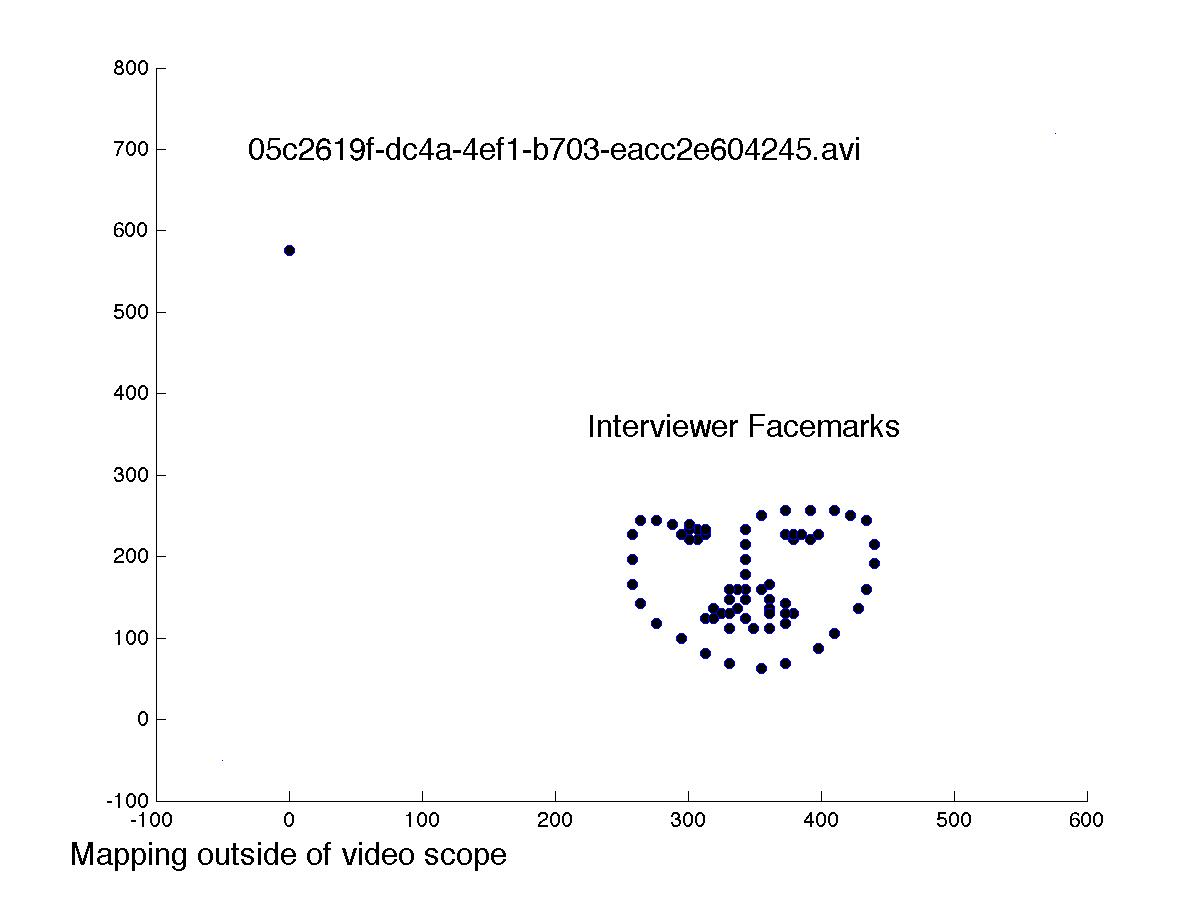 800
05c2619f-dc4a-4ef1-b703-eacc2e604245.avi
700
600
500
400
Interviewer Facemarks
300
200
100
0
-100
-100 0 100 200 300 400 500 600
Mapping outside of video scope